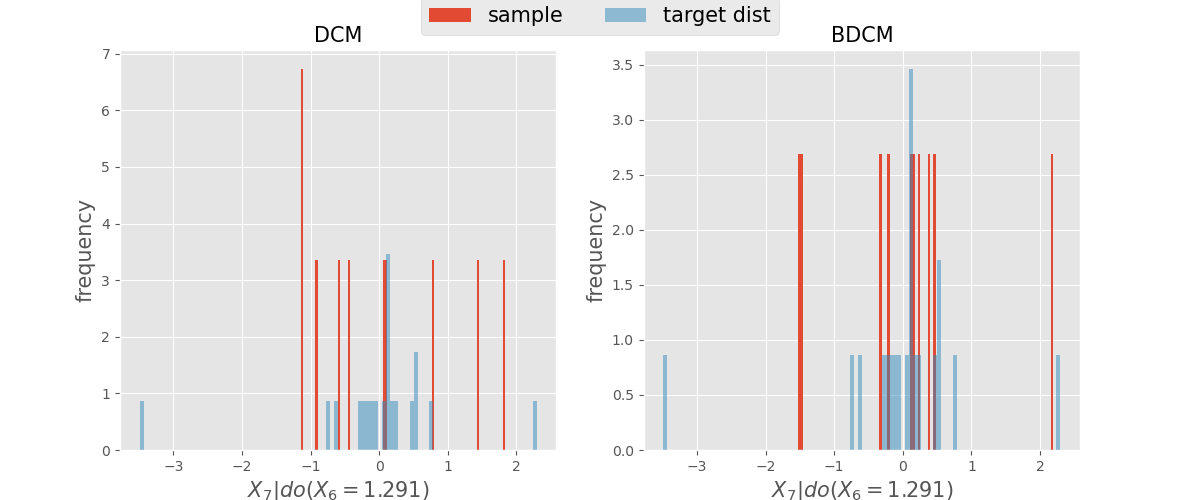 sample target dist
DCM
BDCM
7
6
5
4
3
2
1
0
frequency
−3 −2 −1 0 1 2
X₇|do(X₆ = 1.291)
3.5
3.0
2.5
2.0
1.5
1.0
0.5
0.0
frequency
−3 −2 −1 0 1 2
X₇|do(X₆ = 1.291)